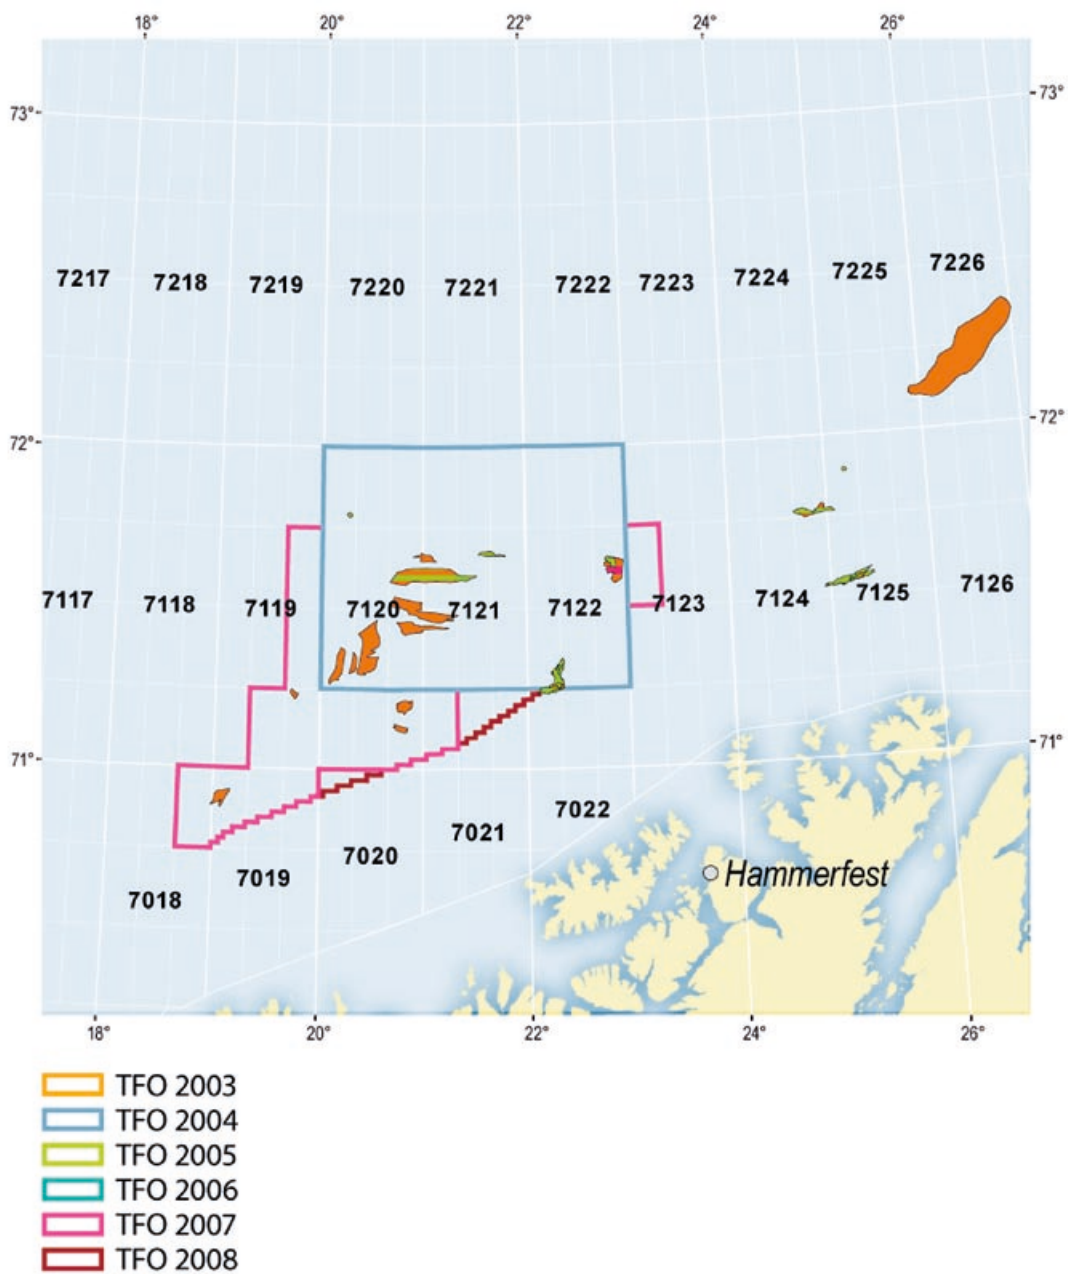 18° 20° 22° 24° 26°
73° 73°
7217 7218 7219 7220 7221 7222 7223 7224 7225 7226
72° 72°
7117 7118 7119 7120 7121 7122 7123 7124 7125 7126
71° 71°
7018 7019 7020 7021 7022
Hammerfest
18° 20° 22° 24° 26°
TFO 2003
TFO 2004
TFO 2005
TFO 2006
TFO 2007
TFO 2008